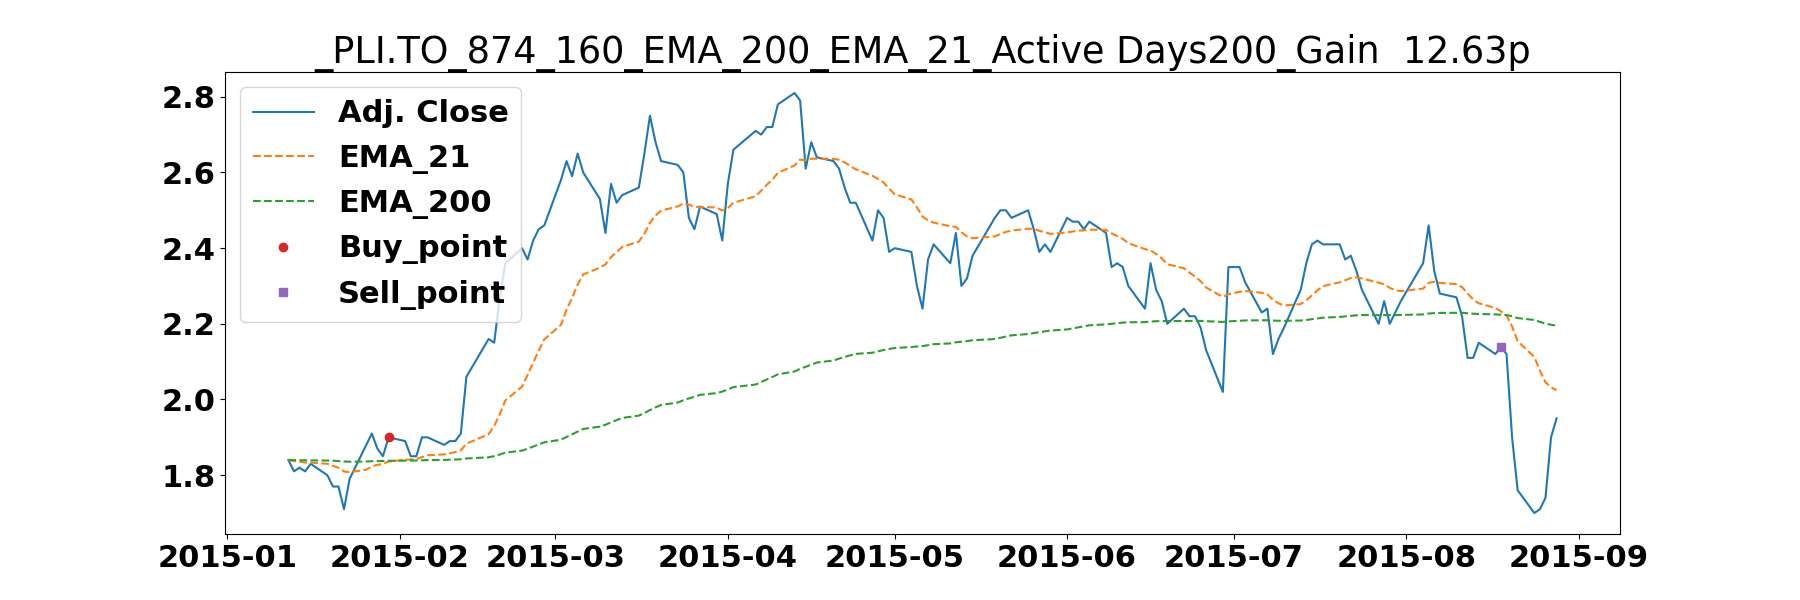 _PLI.TO_874_160_EMA_200_EMA_21_Active Days200_Gain  12.63p
2.8
2.6
2.4
2.2
2.0
1.8
Adj. Close
EMA_21
EMA_200
Buy_point
Sell_point
2015-01 2015-02 2015-03 2015-04 2015-05 2015-06 2015-07 2015-08 2015-09